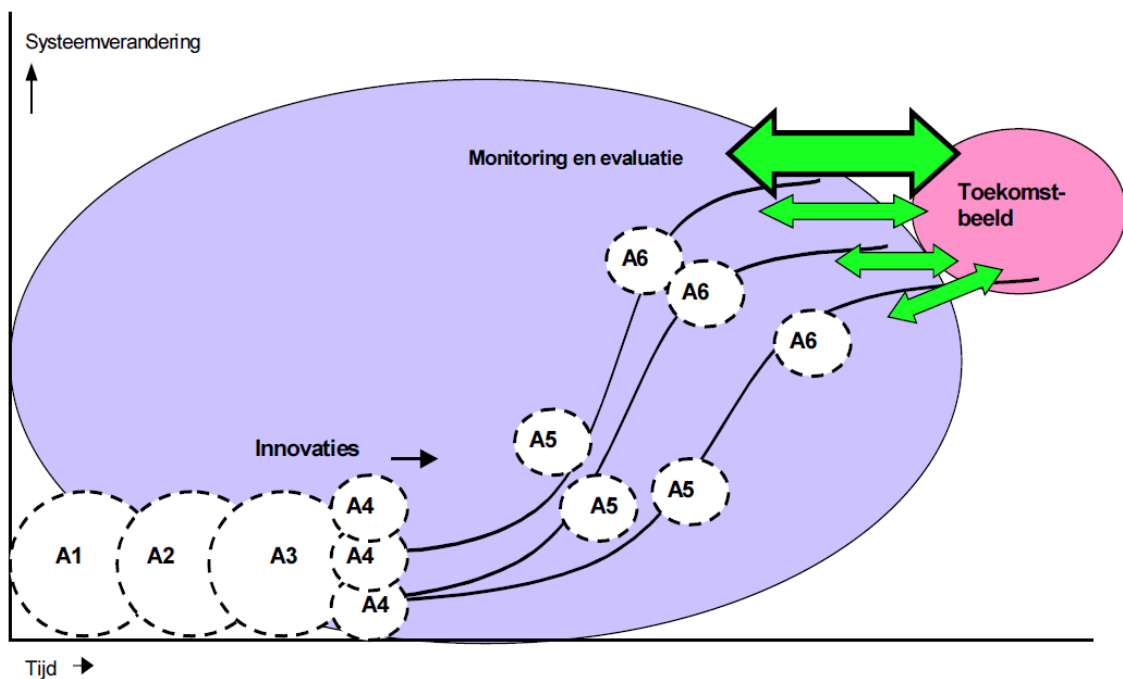 Systeemverandering
Monitoring en evaluatie
Toekomst-
beeld
A6
A6
A6
A5
Innovaties
A5
A5
A4
A4
A4
A1
A2
A3
Tijd